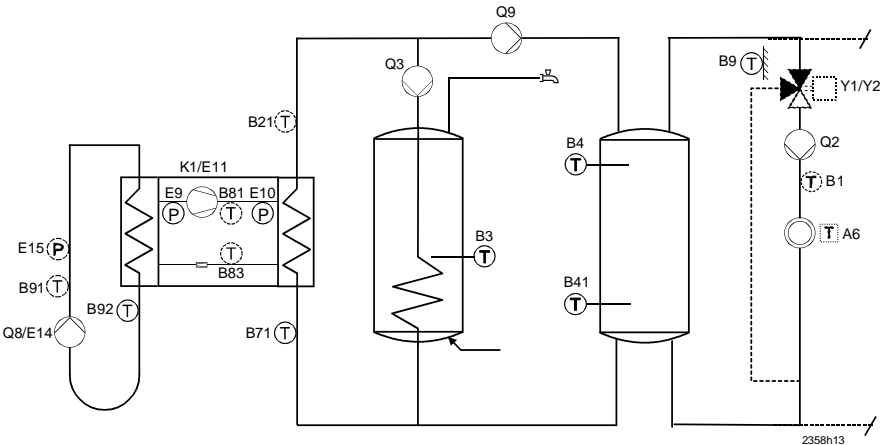 Q9
Q3
B9 T
Y1/Y2
B21 T
B4
T
Q2
K1/E11
E9 B81 E10
P T P
T B1
E15 P
T
B83
B3
T
T A6
B91 T
B92 T
B41
T
Q8/E14
B71 T
2358h13